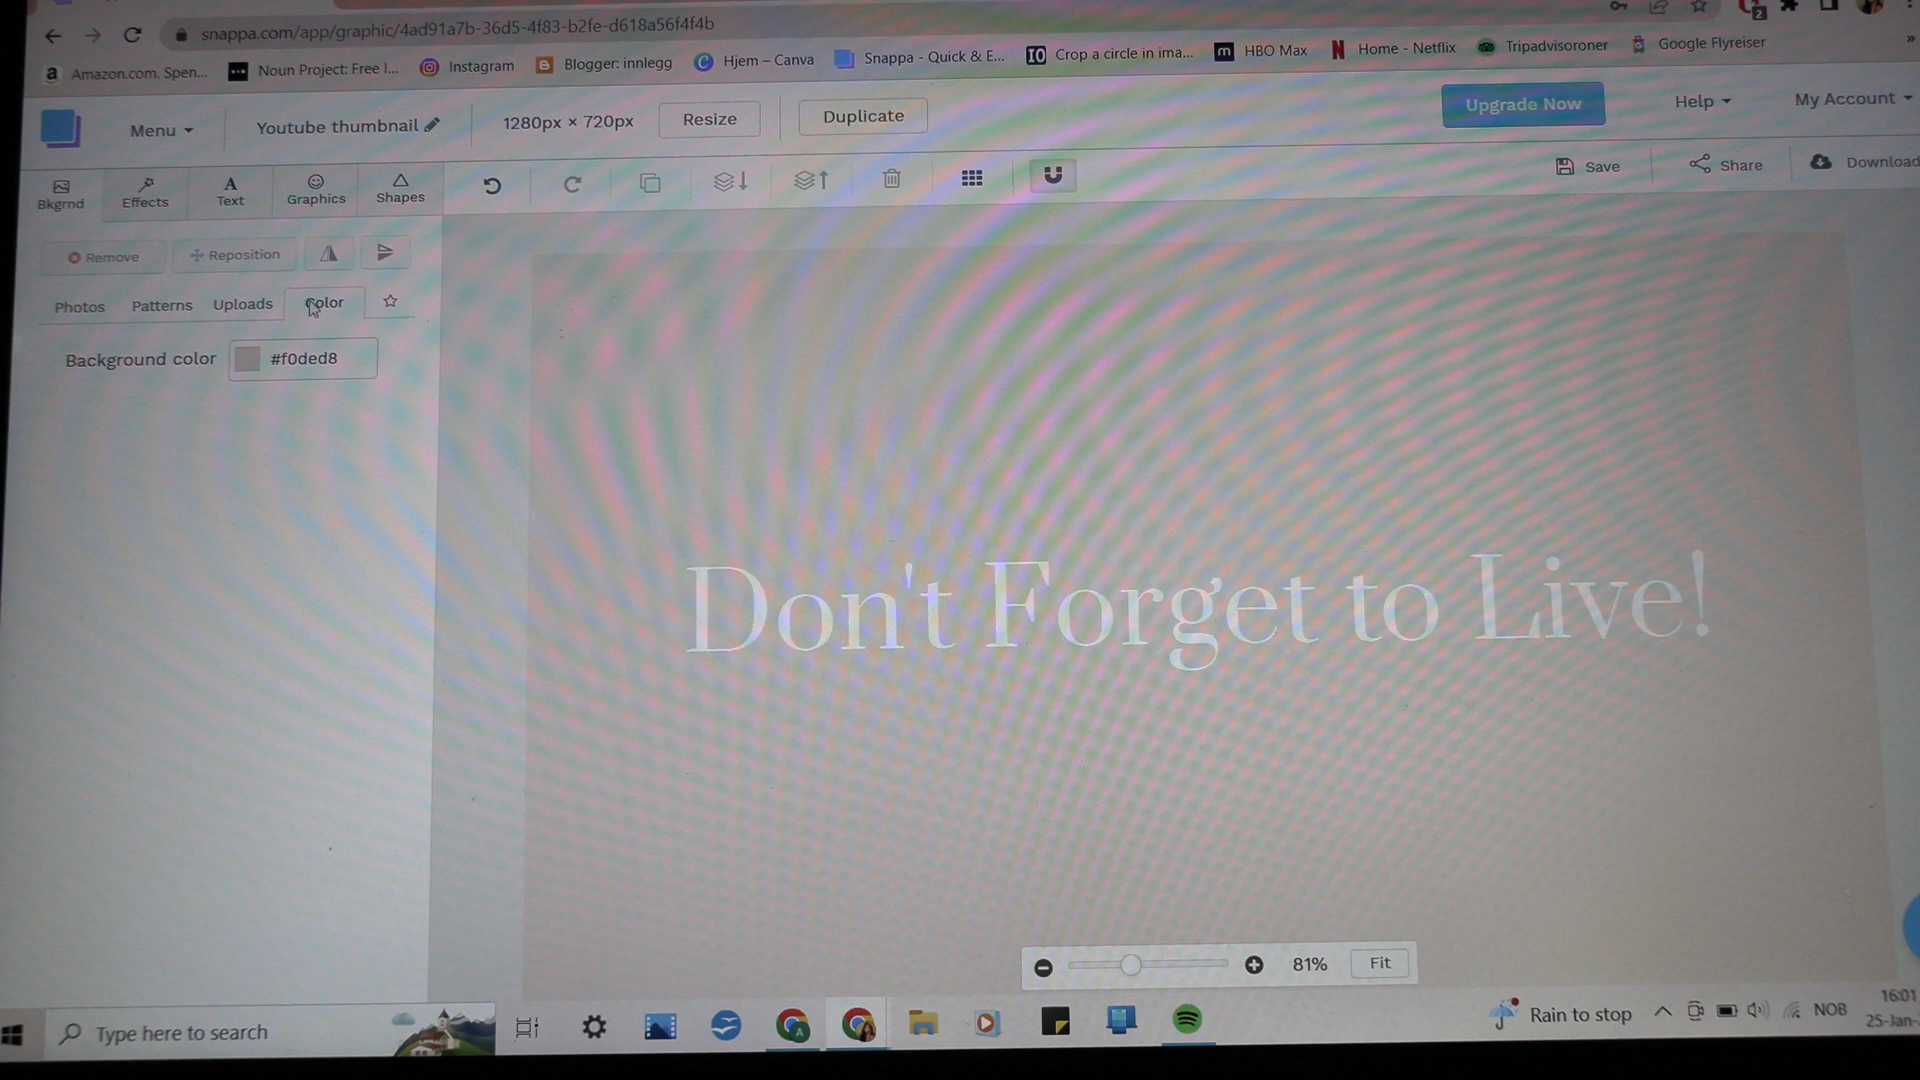 snappa.com/app/graphic/4ad91a7b-36d5-4f83-b2fe-d618a56f4f4b
2
a Amazon.com. Spen... Noun Project: Free I... Instagram Blogger: innlegg Hjem – Canva Snappa - Quick & E... IO Crop a circle in ima... m HBO Max N Home - Netflix Tripadvisoroner Google Flyreiser »
Menu Youtube thumbnail 1280px × 720px Resize Duplicate Upgrade Now Help My Account
Bkgrnd Effects Text Graphics Shapes Save Share Download
Remove Reposition
Photos Patterns Uploads Color
Background color #f0ded8
Don't Forget to Live!
81% Fit
Type here to search Rain to stop NOB 16:01
25-Jan-